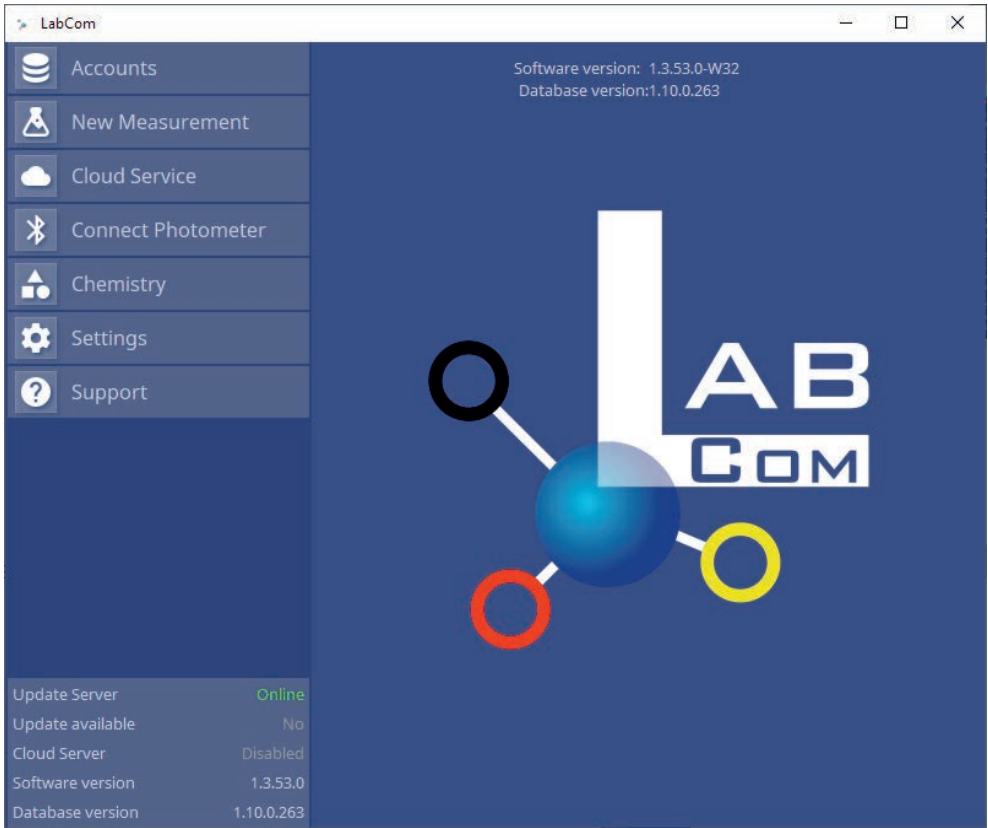 LabCom
Accounts
New Measurement
Cloud Service
Connect Photometer
Chemistry
Settings
Support
Update Server Online
Update available No
Cloud Server Disabled
Software version 1.3.53.0
Database version 1.10.0.263
Software version: 1.3.53.0-W32
Database version:1.10.0.263
LAB
COM